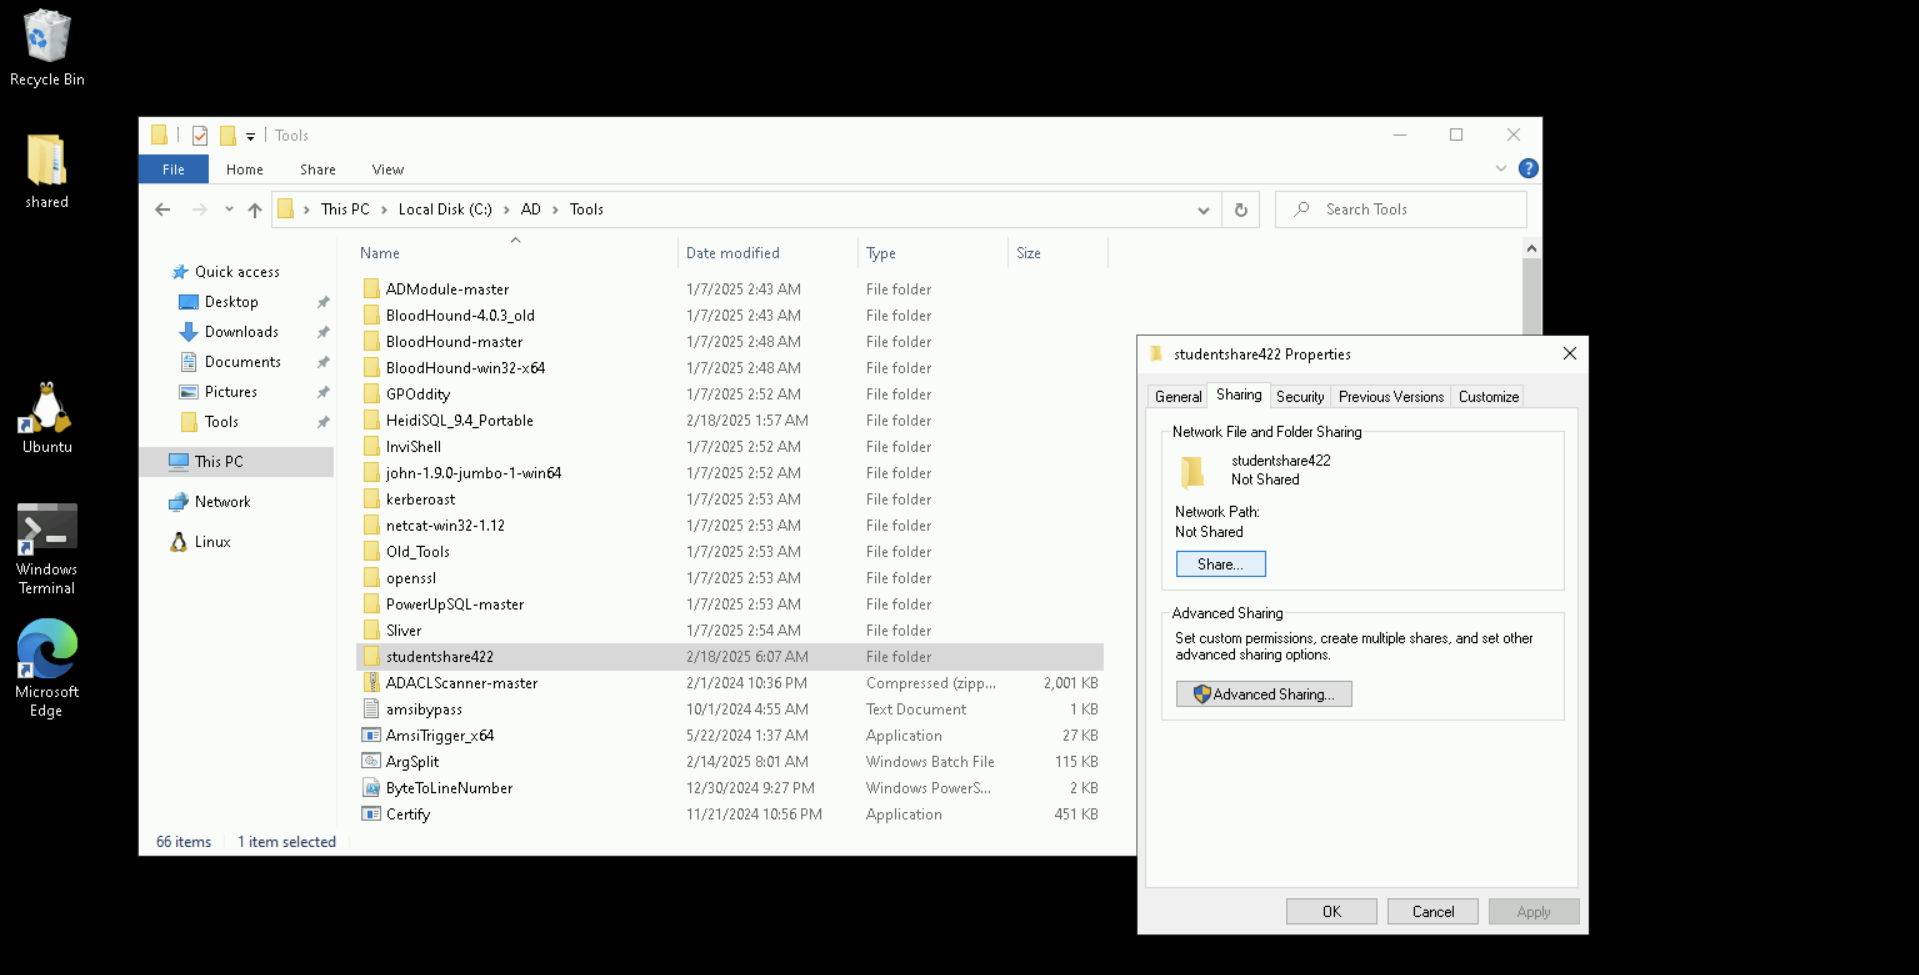 Recycle Bin
shared
Ubuntu
Windows
Terminal
Microsoft
Edge
Tools
File Home Share View
This PC Local Disk (C:) AD Tools
Search Tools
Quick access
Desktop
Downloads
Documents
Pictures
Tools
This PC
Network
Linux
Name Date modified Type Size
ADModule-master 1/7/2025 2:43 AM File folder
BloodHound-4.0.3_old 1/7/2025 2:43 AM File folder
BloodHound-master 1/7/2025 2:48 AM File folder
BloodHound-win32-x64 1/7/2025 2:48 AM File folder
GPOddity 1/7/2025 2:52 AM File folder
HeidiSQL_9.4_Portable 2/18/2025 1:57 AM File folder
InviShell 1/7/2025 2:52 AM File folder
john-1.9.0-jumbo-1-win64 1/7/2025 2:52 AM File folder
kerberoast 1/7/2025 2:53 AM File folder
netcat-win32-1.12 1/7/2025 2:53 AM File folder
Old_Tools 1/7/2025 2:53 AM File folder
openssl 1/7/2025 2:53 AM File folder
PowerUpSQL-master 1/7/2025 2:53 AM File folder
Sliver 1/7/2025 2:54 AM File folder
studentshare422 2/18/2025 6:07 AM File folder
ADACLScanner-master 2/1/2024 10:36 PM Compressed (zipp... 2,001 KB
amsibypass 10/1/2024 4:55 AM Text Document 1 KB
AmsiTrigger_x64 5/22/2024 1:37 AM Application 27 KB
ArgSplit 2/14/2025 8:01 AM Windows Batch File 115 KB
ByteToLineNumber 12/30/2024 9:27 PM Windows PowerS... 2 KB
Certify 11/21/2024 10:56 PM Application 451 KB
66 items 1 item selected
studentshare422 Properties
General Sharing Security Previous Versions Customize
Network File and Folder Sharing
studentshare422
Not Shared
Network Path:
Not Shared
Share...
Advanced Sharing
Set custom permissions, create multiple shares, and set other
advanced sharing options.
Advanced Sharing...
OK Cancel Apply